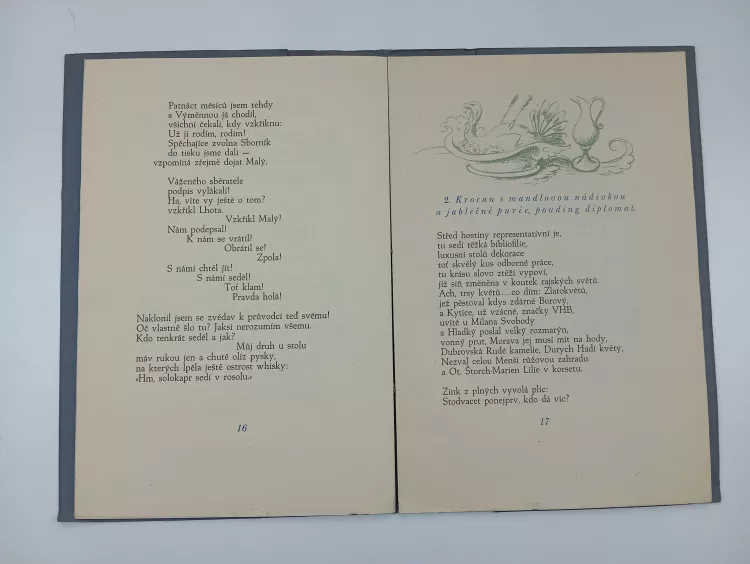 Patnáct měsíců jsem tehdy
s Výměnnou já chodil,
všichni čekali, kdy vzkřiknu:
Už ji rodím, rodím!
Spěchajíce zvolna Sborník
do tisku jsme dali —
vzpomíná zřejmě dojat Malý.
Váženého sběratele
podpis vylákali!
Ha, víte vy ještě o tom?
vzkřikl Lhota.
Vzkřikl Malý!
Nám podepsal!
K nám se vrátil!
Obrátil se!
Zpola!
S námi chtěl jít!
S námi seděl!
Toť klam!
Pravda holá!
Naklonil jsem se zvědav k průvodci teď svému!
Oč vlastně šlo tu? Jaksi nerozumím všemu.
Kdo tenkrát seděl a jak?
Můj druh u stolu
máv rukou jen a chutě olíz pysky,
na kterých lpěla ještě ostrost whisky:
»Hm, solokapr sedí v rosolu.«
16
2. Krocan s mandlovou nádivkou
a jablečné purée, pouding diplomat.
Střed hostiny representativní je,
tu sedí těžká bibliofilie,
luxusní stolů dekorace
toť skvělý kus odborné práce,
tu krásu slovo ztěží vypoví,
jíž síň změněna v koutek rajských světů.
Ach, trsy květů ... co dím: Zlatokvětů,
jež pěstoval kdys zdárně Borový,
a Kytice, už vzácné, značky VHB,
uvité u Milana Svobody
a Hladký poslal velký rozmarýn,
vonný prut, Morava jej musí mít na hody,
Dubrovská Rudé kamelie, Durych Hadí květy,
Nezval celou Menší růžovou zahradu
a Ot. Štorch-Marien Lilie v korsetu.
Zink z plných vyvolá plic:
Stodvacet ponejprv, kdo dá víc?
17